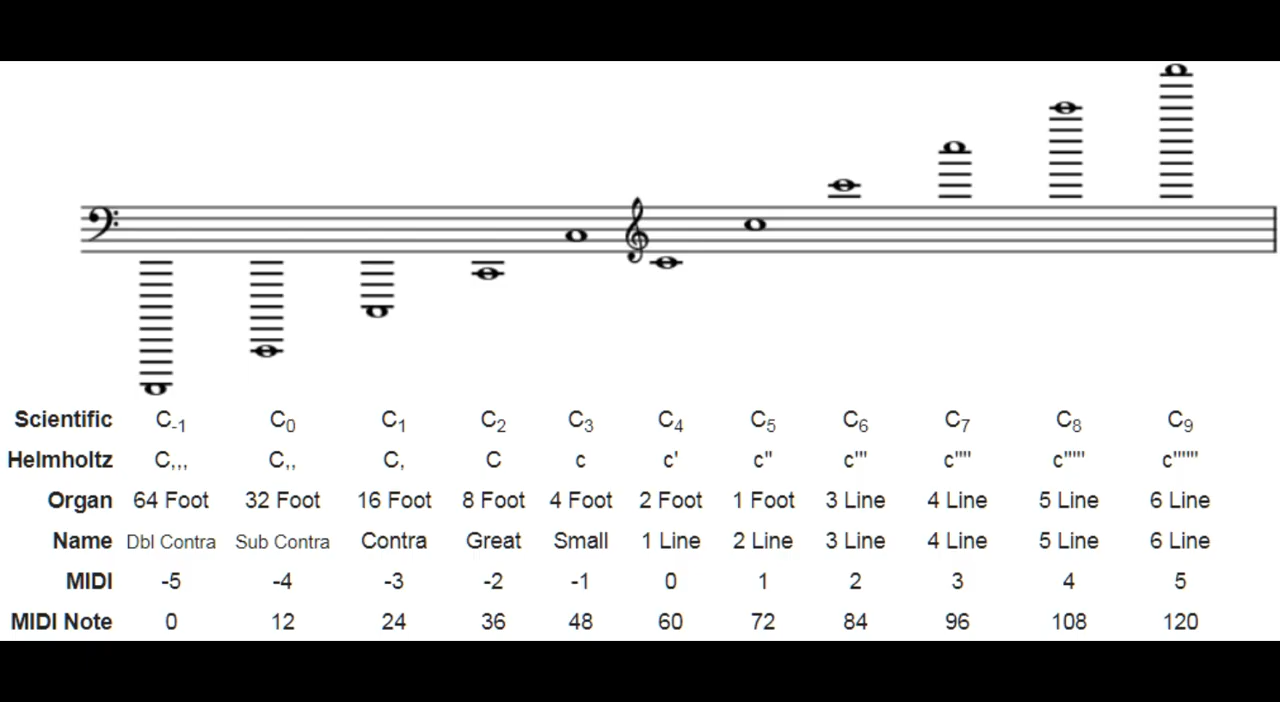 Scientific C-1 C0 C1 C2 C3 C4 C5 C6 C7 C8 C9
Helmholtz C,,, C,, C, C c c' c" c''' c'''' c''''' c''''''
Organ 64 Foot 32 Foot 16 Foot 8 Foot 4 Foot 2 Foot 1 Foot 3 Line 4 Line 5 Line 6 Line
Name Dbl Contra Sub Contra Contra Great Small 1 Line 2 Line 3 Line 4 Line 5 Line 6 Line
MIDI -5 -4 -3 -2 -1 0 1 2 3 4 5
MIDI Note 0 12 24 36 48 60 72 84 96 108 120